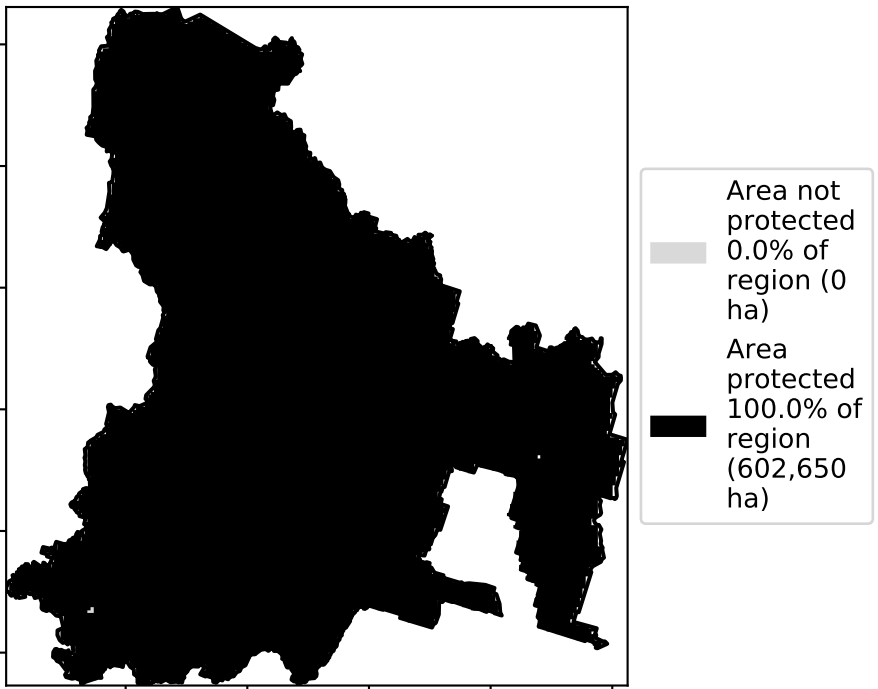 Area not
protected
0.0% of
region (0
ha)
Area
protected
100.0% of
region
(602,650
ha)